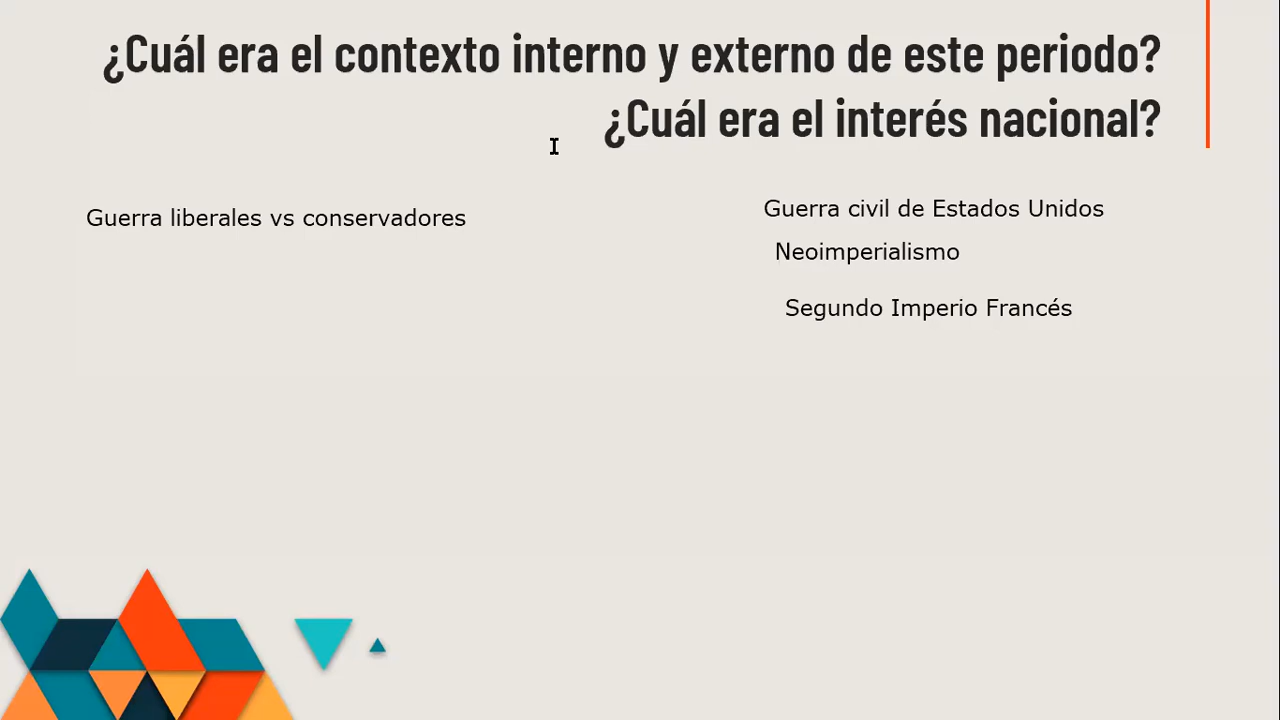 ¿Cuál era el contexto interno y externo de este periodo?
¿Cuál era el interés nacional?
Guerra liberales vs conservadores
Guerra civil de Estados Unidos
Neoimperialismo
Segundo Imperio Francés